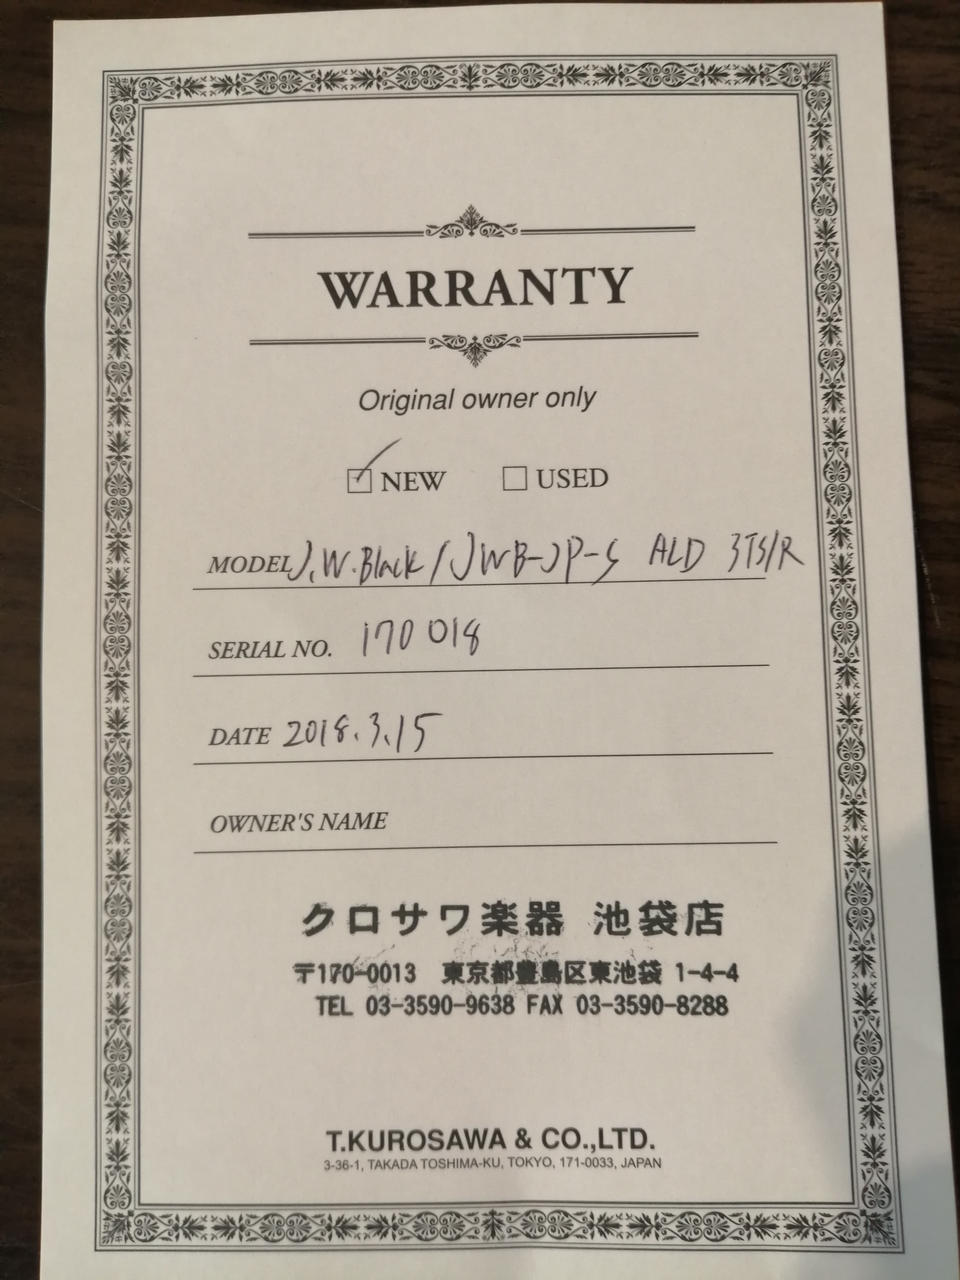 WARRANTY
Original owner only
NEW USED
MODEL J.W.Black/JWB-JP-S ALD 3TS/R
SERIAL NO. 170018
DATE 2018.3.15
OWNER'S NAME
クロサワ楽器 池袋店
〒170-0013 東京都豊島区東池袋 1-4-4
TEL 03-3590-9638 FAX 03-3590-8288
T.KUROSAWA & CO.,LTD.
3-36-1, TAKADA TOSHIMA-KU, TOKYO, 171-0033, JAPAN